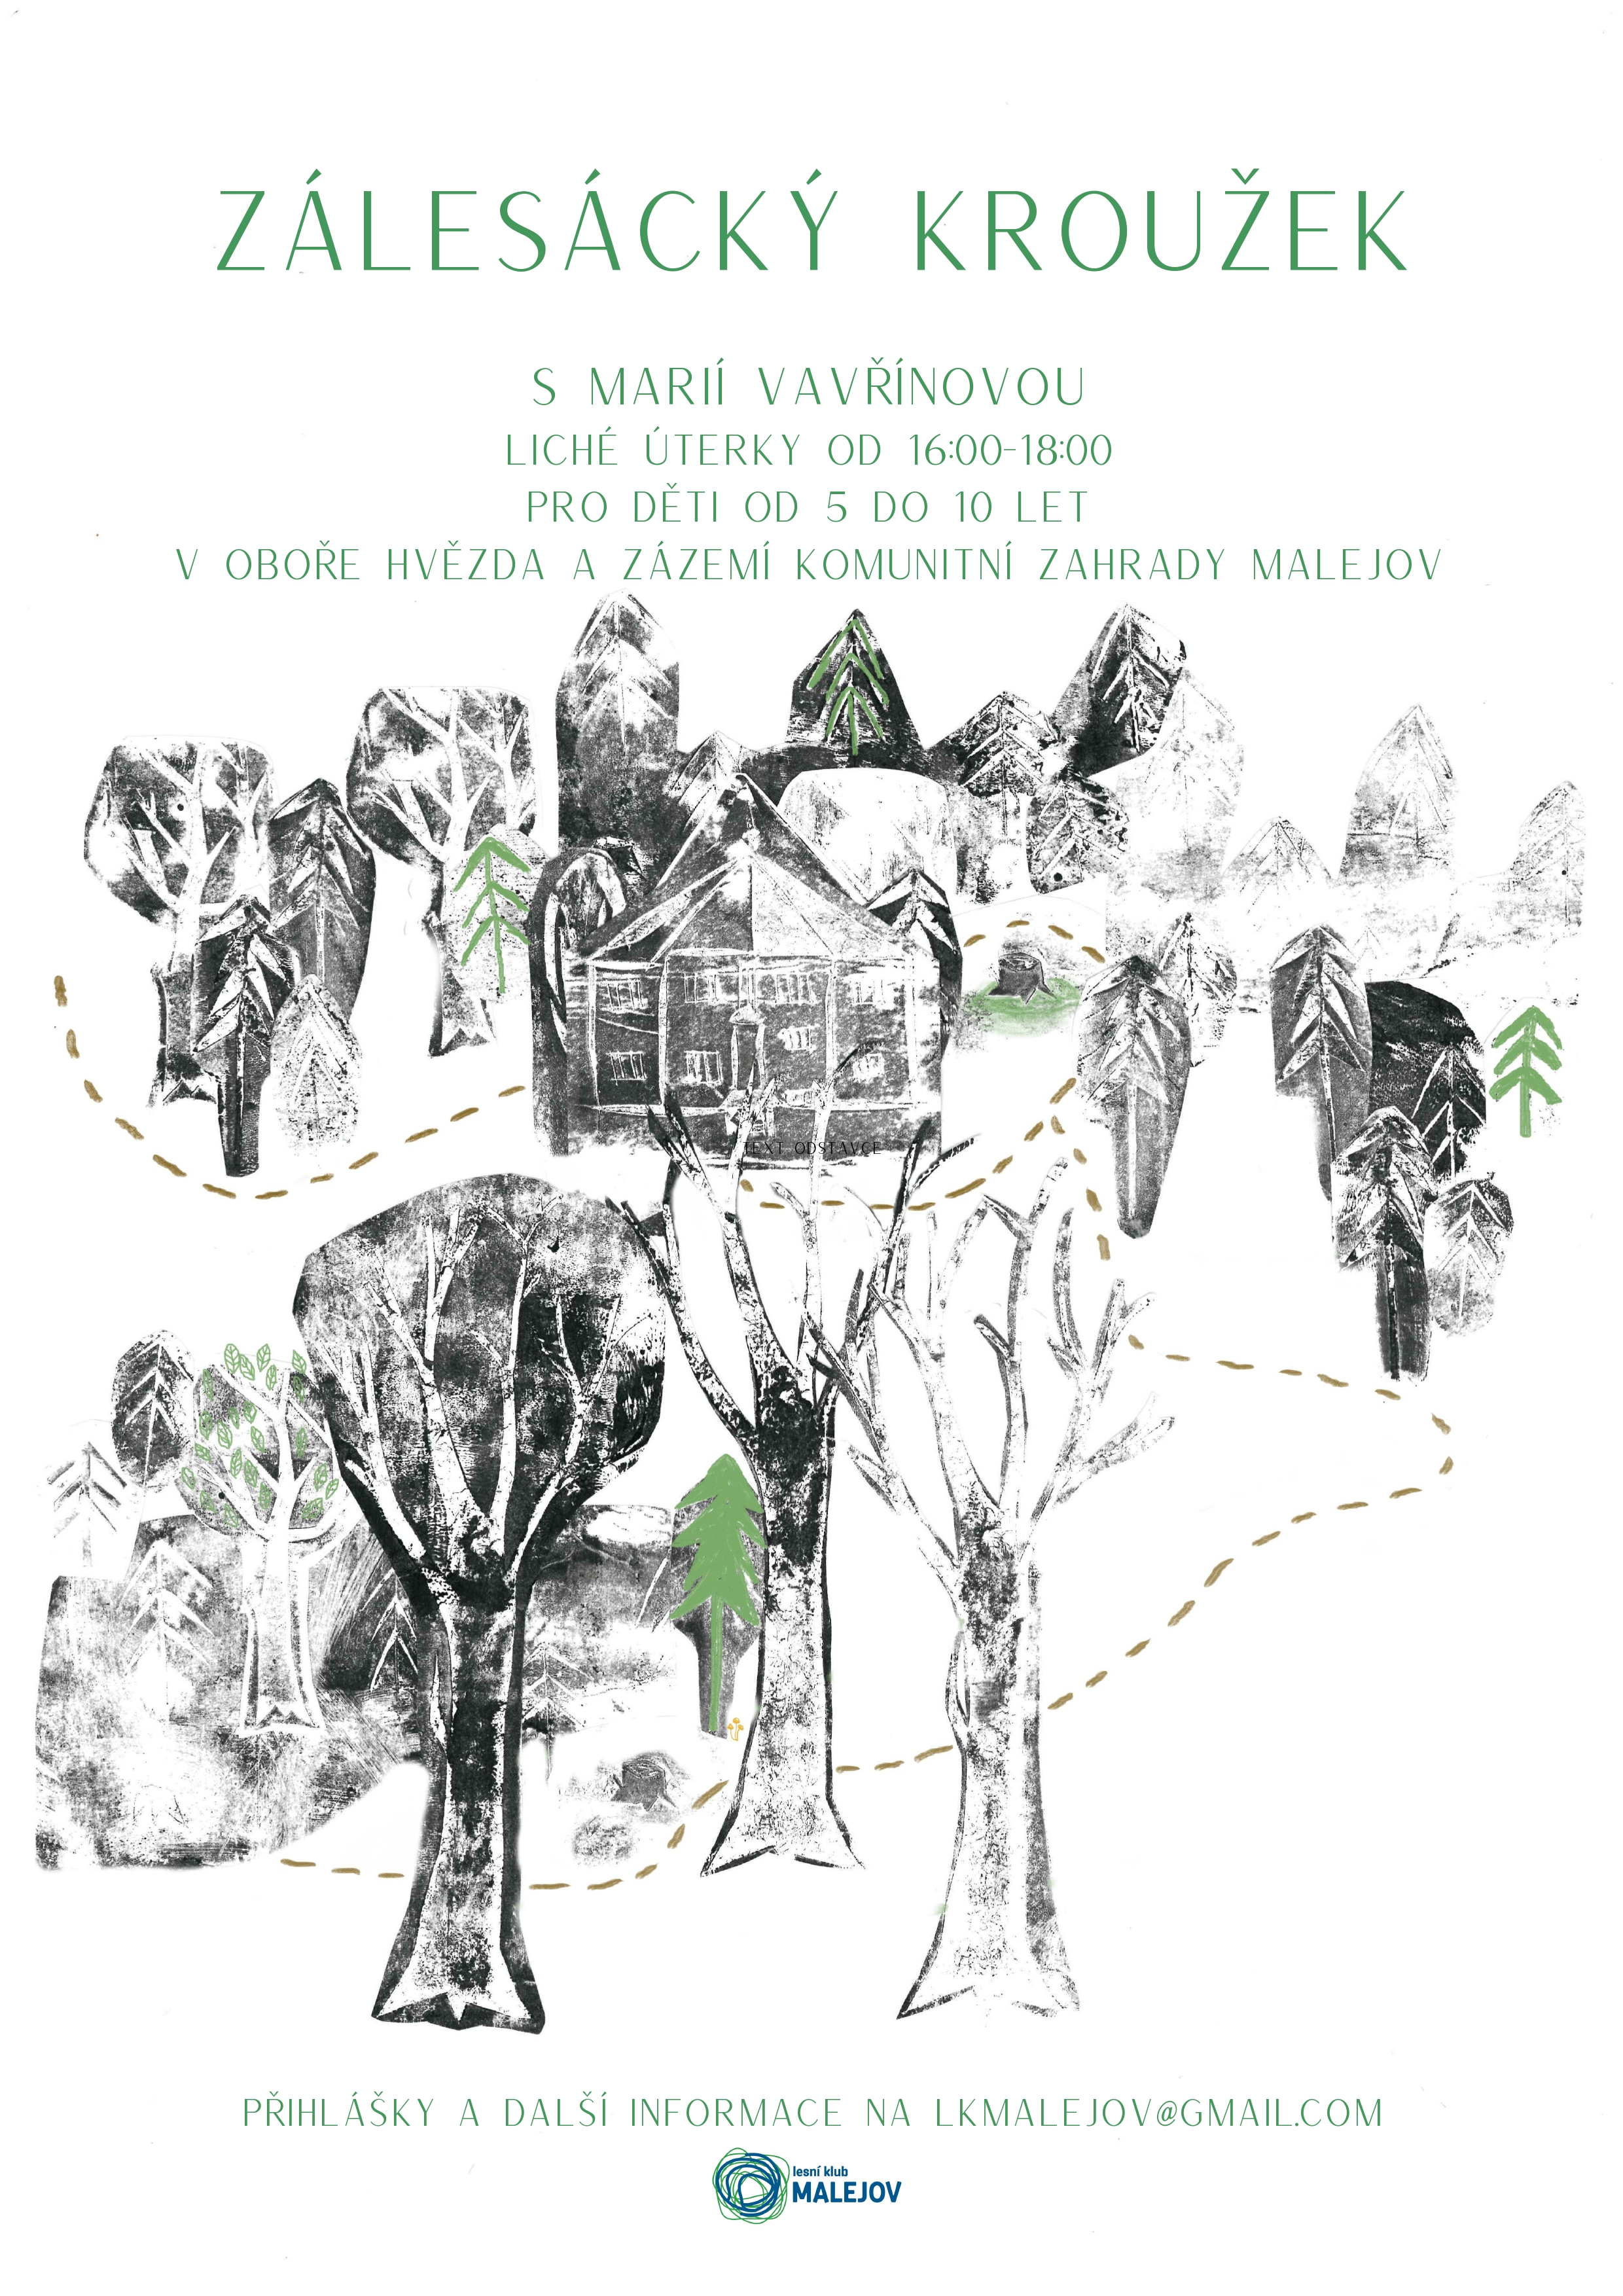 ZÁLESÁCKÝ KROUŽEK
S MARIÍ VAVŘÍNOVOU
LICHÉ ÚTERKY OD 16:00-18:00
PRO DĚTI OD 5 DO 10 LET
V OBOŘE HVĚZDA A ZÁZEMÍ KOMUNITNÍ ZAHRADY MALEJOV
TEXT ODSTAVCE
PŘIHLÁŠKY A DALŠÍ INFORMACE NA LKMALEJOV@GMAIL.COM
lesní klub
MALEJOV